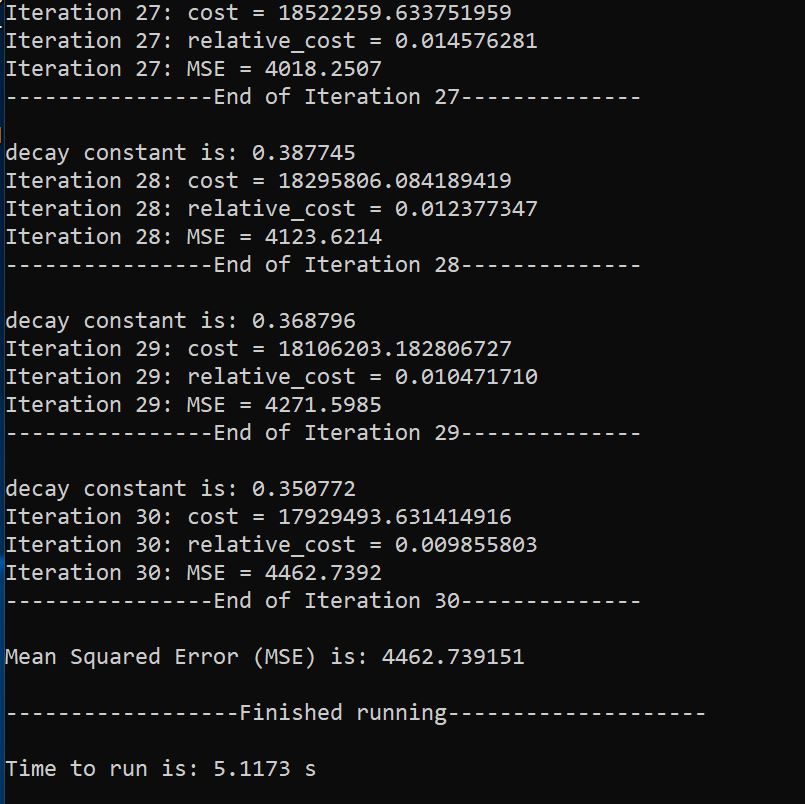 Iteration 27: cost = 18522259.633751959
Iteration 27: relative_cost = 0.014576281
Iteration 27: MSE = 4018.2507
----------------End of Iteration 27--------------
decay constant is: 0.387745
Iteration 28: cost = 18295806.084189419
Iteration 28: relative_cost = 0.012377347
Iteration 28: MSE = 4123.6214
----------------End of Iteration 28--------------
decay constant is: 0.368796
Iteration 29: cost = 18106203.182806727
Iteration 29: relative_cost = 0.010471710
Iteration 29: MSE = 4271.5985
----------------End of Iteration 29--------------
decay constant is: 0.350772
Iteration 30: cost = 17929493.631414916
Iteration 30: relative_cost = 0.009855803
Iteration 30: MSE = 4462.7392
----------------End of Iteration 30--------------
Mean Squared Error (MSE) is: 4462.739151
------------------Finished running--------------------
Time to run is: 5.1173 s